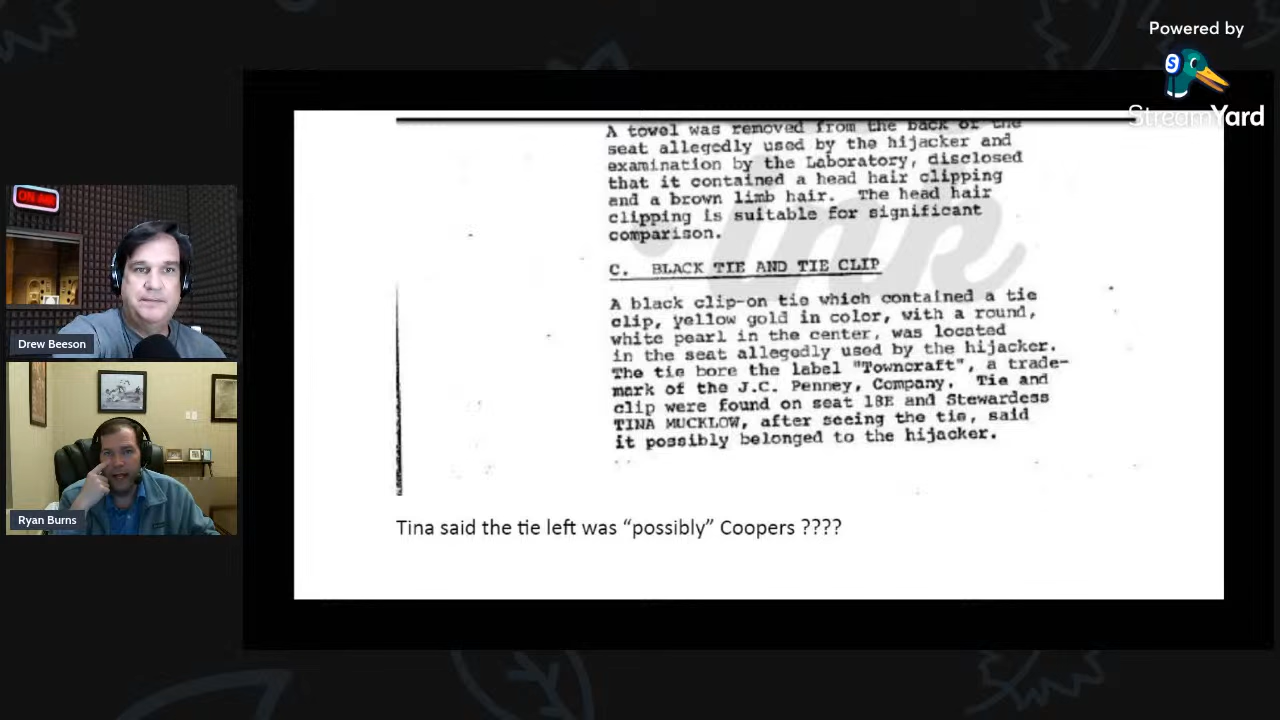 Powered by
StreamYard
ON AIR
Drew Beeson
Ryan Burns
A towel was removed from the back of the
seat allegedly used by the hijacker and
examination by the Laboratory, disclosed
that it contained a head hair clipping
and a brown limb hair. The head hair
clipping is suitable for significant
comparison.
C. BLACK TIE AND TIE CLIP
A black clip-on tie which contained a tie
clip, yellow gold in color, with a round,
white pearl in the center, was located
in the seat allegedly used by the hijacker.
The tie bore the label "Towncraft", a trade-
mark of the J.C. Penney, Company. Tie and
clip were found on seat 18E and Stewardess
TINA MUCKLOW, after seeing the tie, said
it possibly belonged to the hijacker.
Tina said the tie left was “possibly” Coopers ????